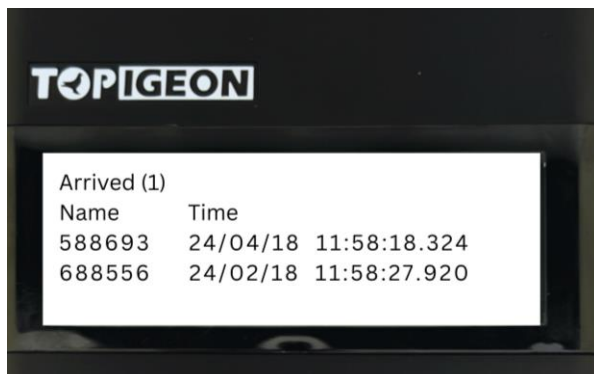 TOPIGEON
Arrived (1)
Name Time
588693 24/04/18 11:58:18.324
688556 24/02/18 11:58:27.920